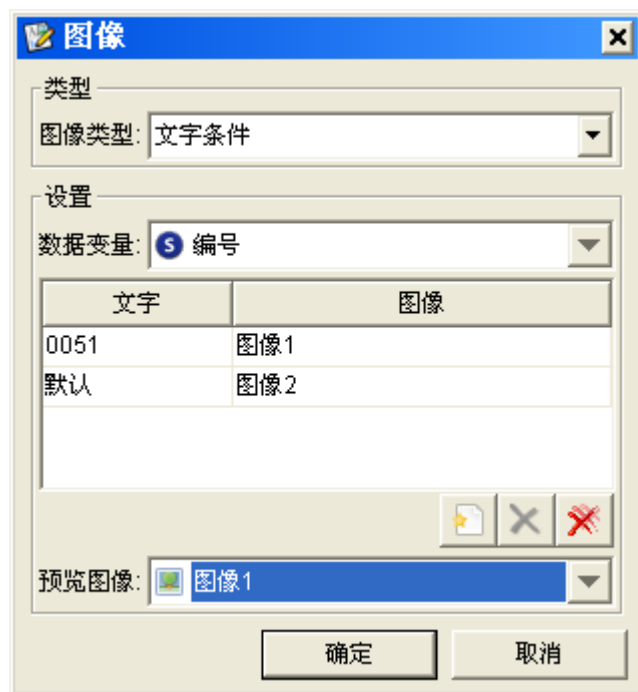 图像
类型
图像类型: 文字条件
设置
数据变量: S 编号
文字 图像
0051 图像1
默认 图像2
预览图像: 图像1
确定 取消